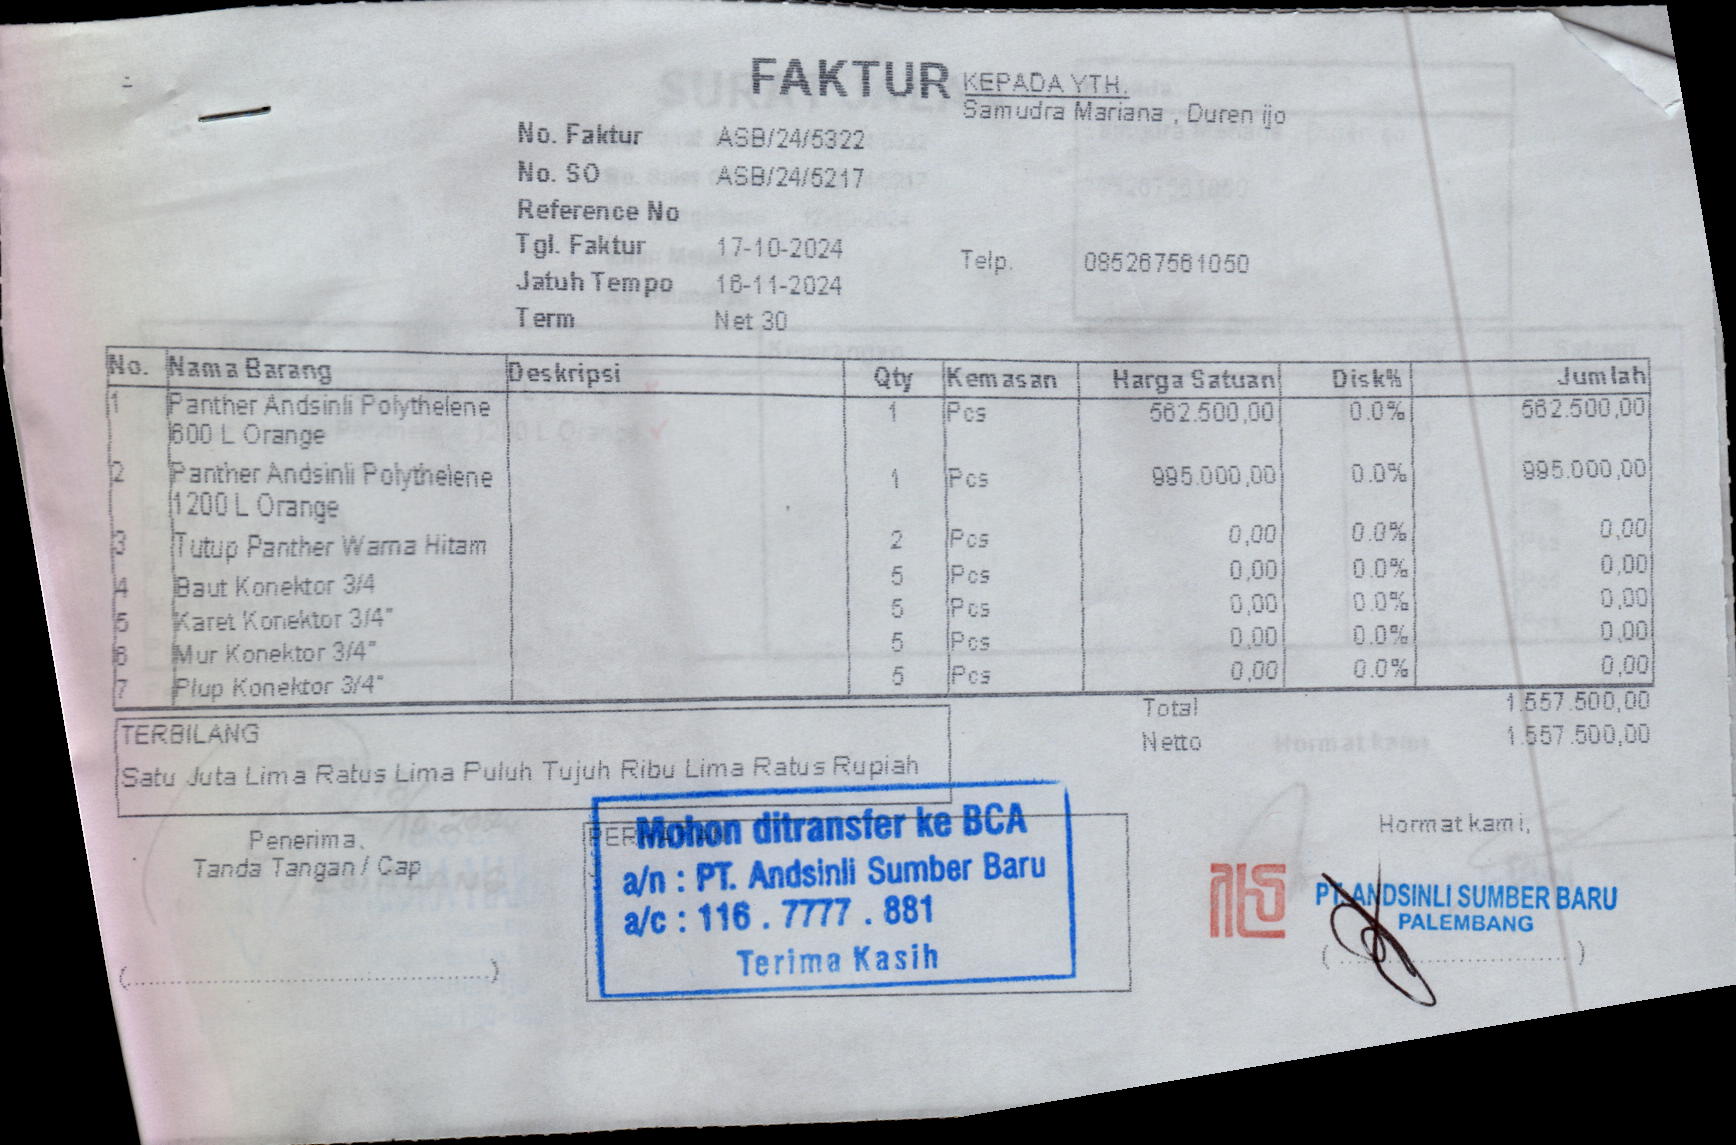 FAKTUR
KEPADA YTH.
Samudra Mariana , Duren ijo
No. Faktur ASB/24/5322
No. SO ASB/24/5217
Reference No
Tgl. Faktur 17-10-2024
Telp. 085267561050
Jatuh Tempo 16-11-2024
Term Net 30
No. Nama Barang Deskripsi Qty Kemasan Harga Satuan Disk% Jumlah
1 Panther Andsinli Polythelene 1 Pcs 562.500,00 0.0% 562.500,00
600 L Orange
2 Panther Andsinli Polythelene 1 Pcs 995.000,00 0.0% 995.000,00
1200 L Orange
3 Tutup Panther Warna Hitam 2 Pcs 0,00 0.0% 0,00
4 Baut Konektor 3/4 5 Pcs 0,00 0.0% 0,00
5 Karet Konektor 3/4" 5 Pcs 0,00 0.0% 0,00
6 Mur Konektor 3/4" 5 Pcs 0,00 0.0% 0,00
7 Plup Konektor 3/4" 5 Pcs 0,00 0.0% 0,00
Total 1.557.500,00
Netto 1.557.500,00
TERBILANG
Satu Juta Lima Ratus Lima Puluh Tujuh Ribu Lima Ratus Rupiah
Penerima,
Tanda Tangan / Cap
(..................................................)
Mohon ditransfer ke BCA
a/n : PT. Andsinli Sumber Baru
a/c : 116 . 7777 . 881
Terima Kasih
Hormat kami,
PT. ANDSINLI SUMBER BARU
PALEMBANG
(..................................)